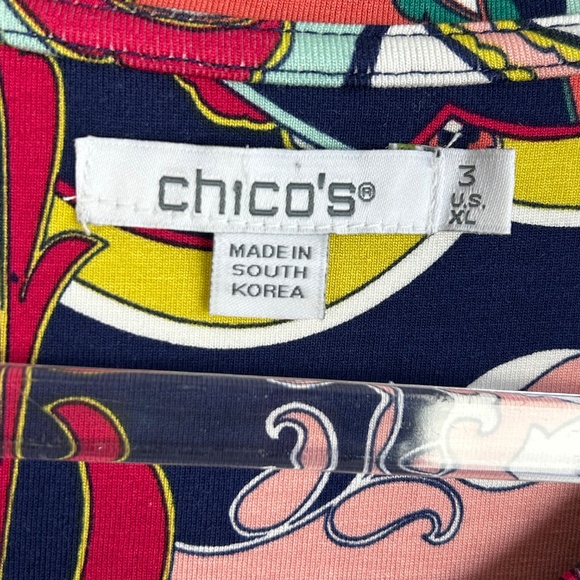 chico's®
3
U.S.
XL
MADE IN
SOUTH
KOREA